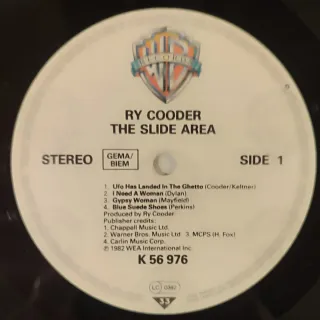 RECORDS
RY COODER
THE SLIDE AREA
STEREO GEMA/BIEM SIDE 1
1. Ufo Has Landed In The Ghetto (Cooder/Keltner)
2. I Need A Woman (Dylan)
3. Gypsy Woman (Mayfield)
4. Blue Suede Shoes (Perkins)
Produced by Ry Cooder
Publisher credits:
1. Chappell Music Ltd.
2. Warner Bros. Music Ltd 3. MCPS (H. Fox)
4. Carlin Music Corp.
℗ 1982 WEA International Inc.
K 56 976
LC 0392
33